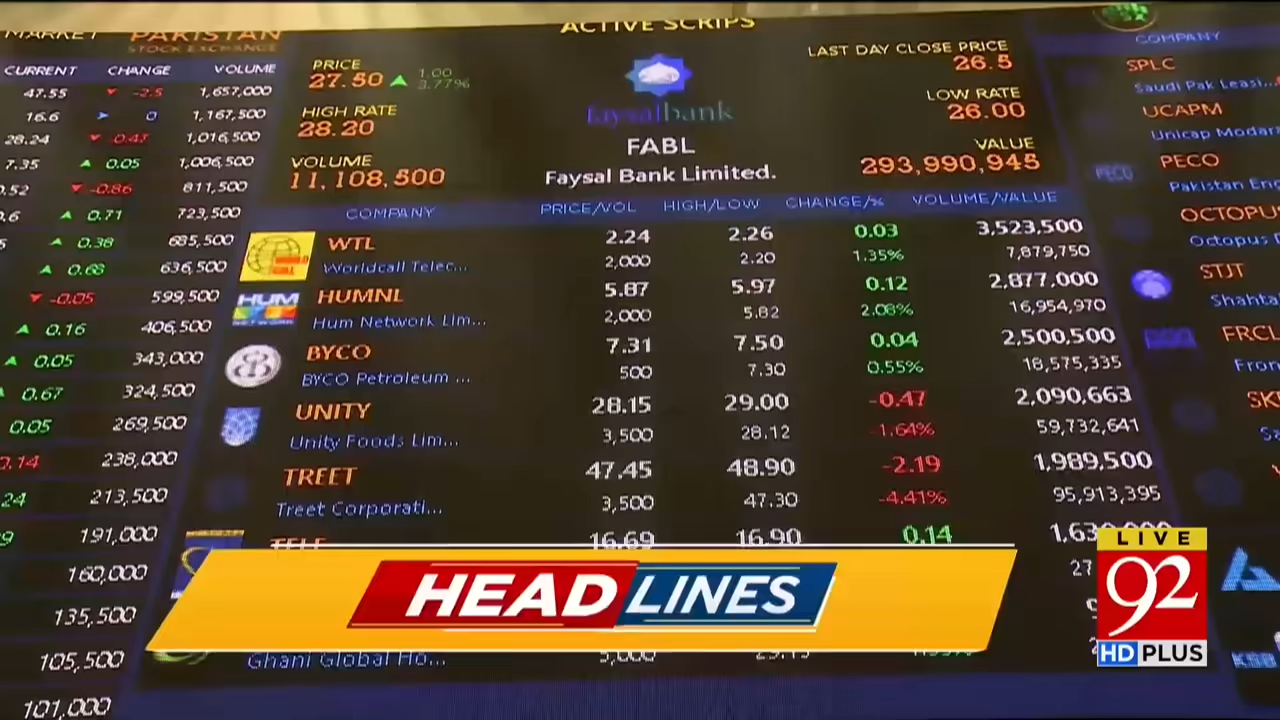 MARKET
PAKISTAN
STOCK EXCHANGE
CURRENT CHANGE VOLUME
47.55 -2.5 1,657,000
16.6 0 1,167,500
28.24 -0.43 1,016,500
7.35 0.05 1,006,500
0.52 -0.86 811,500
0.71 723,500
0.38 685,500
0.68 636,500
-0.05 599,500
0.16 406,500
0.05 343,000
0.67 324,500
0.05 269,500
0.14 238,000
24 213,500
191,000
160,000
135,500
105,500
101,000
ACTIVE SCRIPS
PRICE
27.50 1.00
3.77%
HIGH RATE
28.20
VOLUME
11,108,500
faysalbank
FABL
Faysal Bank Limited.
LAST DAY CLOSE PRICE
26.5
LOW RATE
26.00
VALUE
293,990,945
COMPANY PRICE/VOL HIGH/LOW CHANGE/% VOLUME/VALUE
WTL 2.24 2.26 0.03 3,523,500
Worldcall Telec... 2,000 2.20 1.35% 7,879,750
HUM
HUMNL 5.87 5.97 0.12 2,877,000
Hum Network Lim... 2,000 5.82 2.08% 16,954,970
BYCO 7.31 7.50 0.04 2,500,500
BYCO Petroleum ... 500 7.30 0.55% 18,575,335
UNITY 28.15 29.00 -0.47 2,090,663
Unity Foods Lim... 3,500 28.12 -1.64% 59,732,641
TREET 47.45 48.90 -2.19 1,989,500
Treet Corporati... 3,500 47.30 -4.41% 95,913,395
TELE 16.69 16.90 0.14
27
Ghani Global Ho... 5,000
COMPANY
SPLC
Saudi Pak Leasi...
UCAPM
Unicap Modar
PECO
PECO
Pakistan Eng
OCTOPU
Octopus
STJT
Shahta
FRCL
Fron
SK
KSB
HEADLINES
LIVE
92
HD PLUS